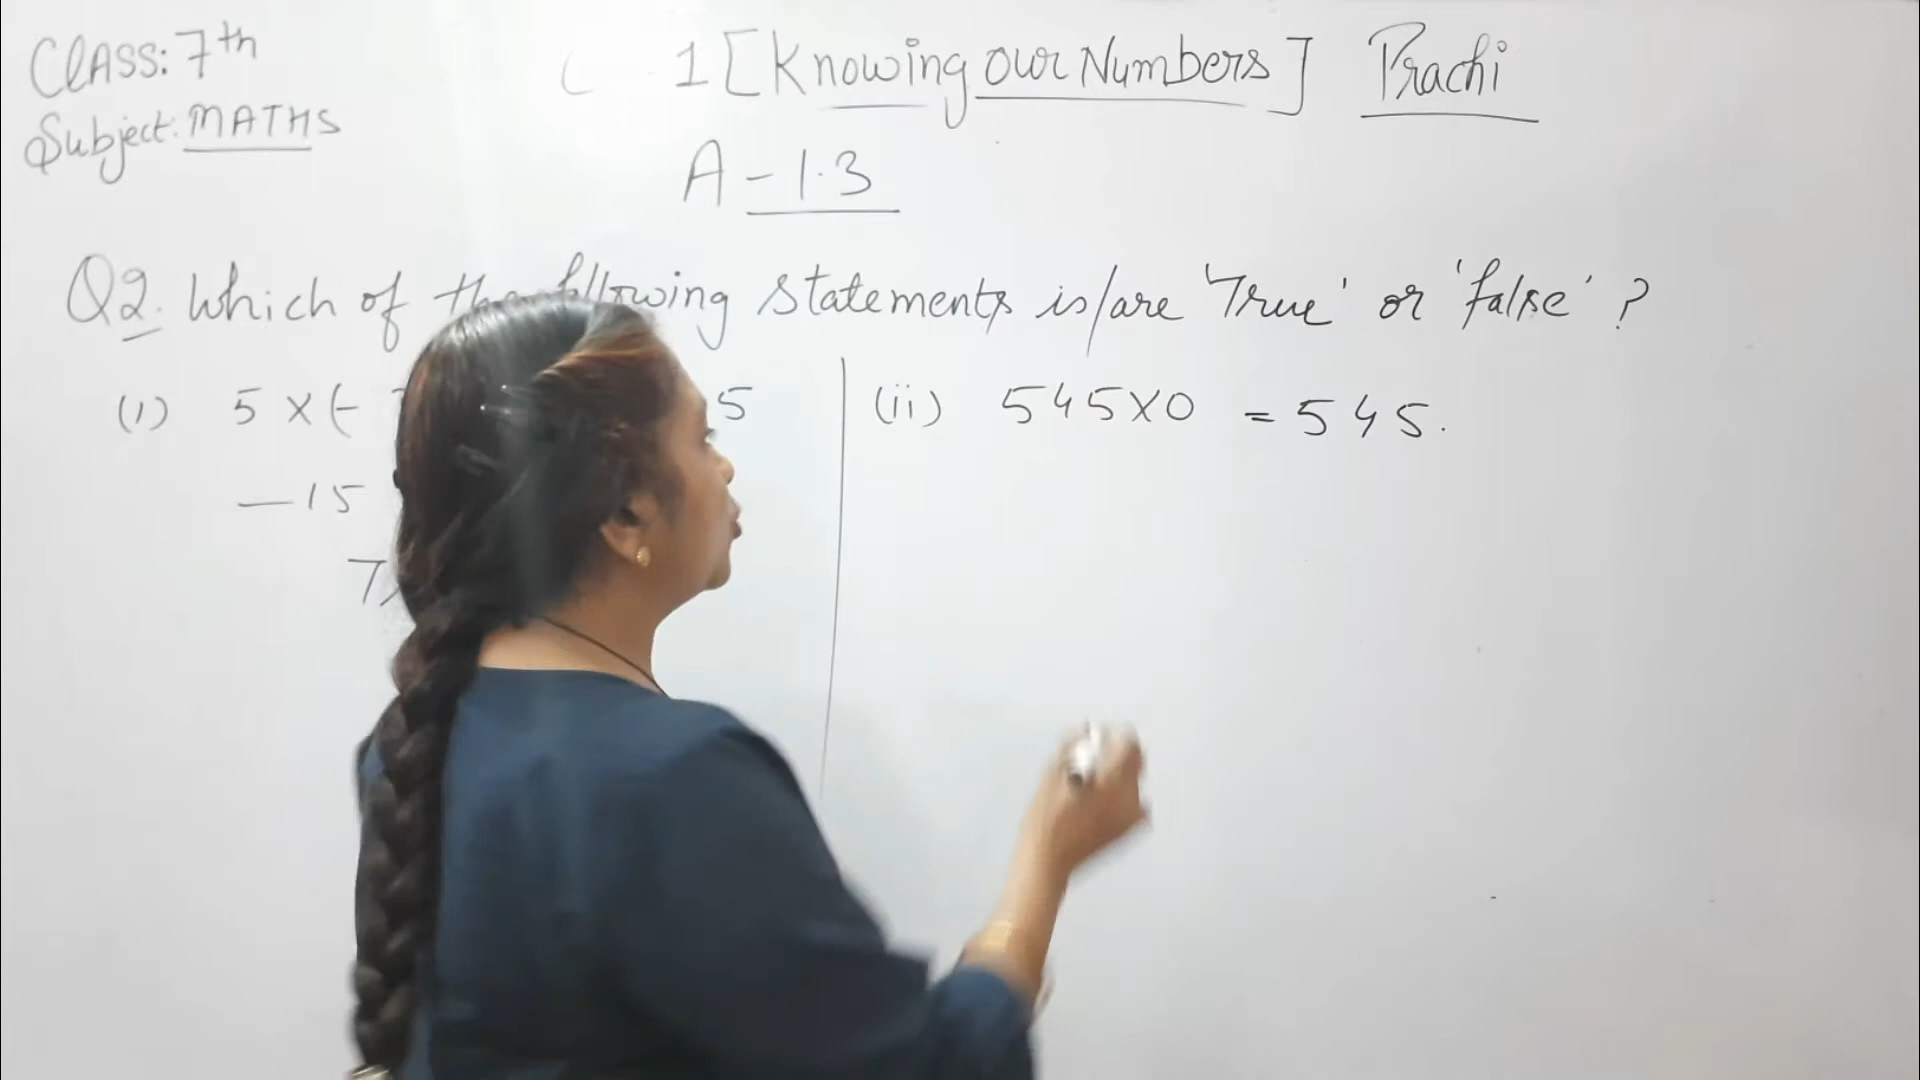 CLASS: 7th
Subject: MATHS
1 [Knowing our Numbers] Prachi
A - 1.3
Q2. Which of the following statements is/are 'True' or 'false' ?
(i) 5 x (- 5
-15
(ii) 545x0 = 545.